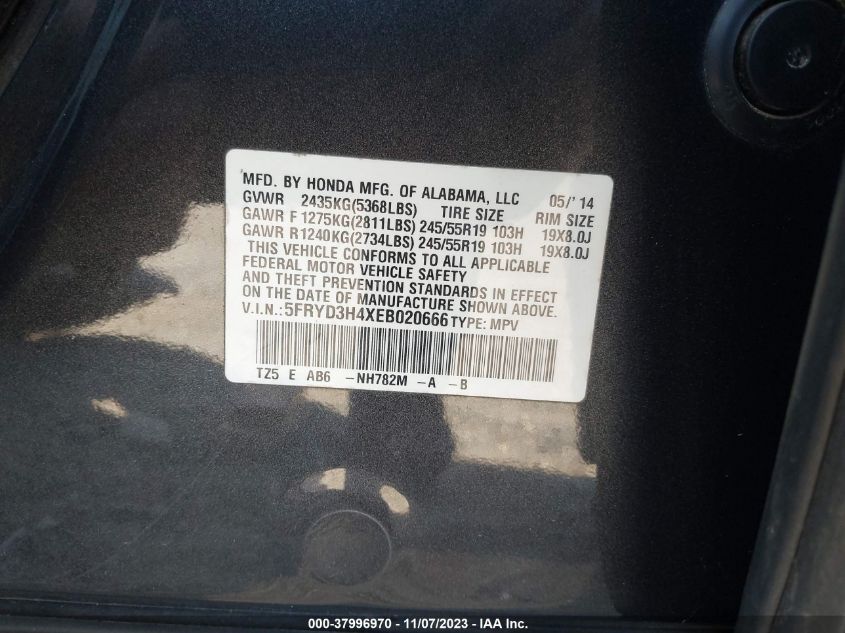 MFD. BY HONDA MFG. OF ALABAMA, LLC 05/'14
GVWR 2435KG(5368LBS) TIRE SIZE RIM SIZE
GAWR F 1275KG(2811LBS) 245/55R19 103H 19X8.0J
GAWR R1240KG(2734LBS) 245/55R19 103H 19X8.0J
THIS VEHICLE CONFORMS TO ALL APPLICABLE
FEDERAL MOTOR VEHICLE SAFETY
AND THEFT PREVENTION STANDARDS IN EFFECT
ON THE DATE OF MANUFACTURE SHOWN ABOVE.
V.I.N.:5FRYD3H4XEB020666 TYPE: MPV
TZ5 E AB6 -NH782M -A -B
000-37996970 - 11/07/2023 - IAA Inc.